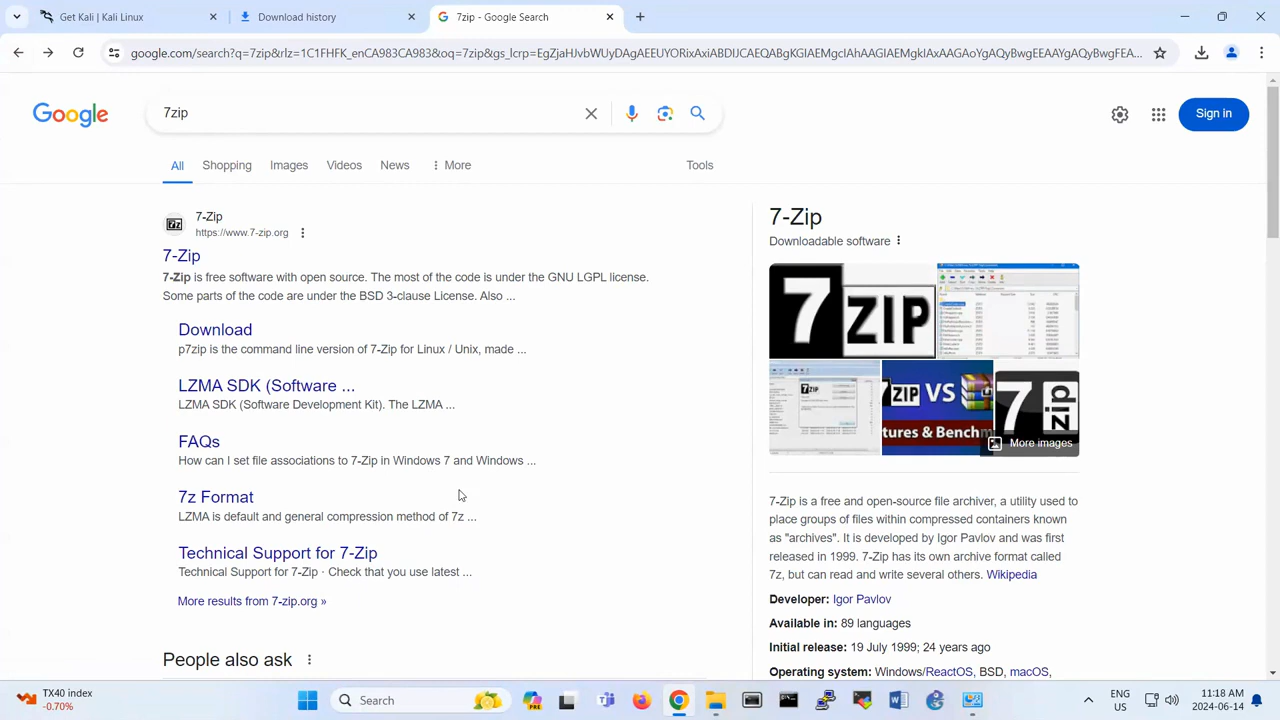 Get Kali | Kali Linux
Download history
7zip - Google Search
google.com/search?q=7zip&rlz=1C1FHFK_enCA983CA983&oq=7zip&gs_lcrp=EgZjaHJvbWUyDAgAEEUYORixAxiABDIJCAEQABgKGIAEMgcIAhAAGIAEMgkIAxAAGAoYgAQyBwgEEAAYgAQyBwgFEA...
Google
7zip
Sign in
All
Shopping
Images
Videos
News
More
Tools
7-Zip
https://www.7-zip.org
7-Zip
7-Zip is free software with open source. The most of the code is under the GNU LGPL license.
Some parts of the code are under the BSD 3-clause License. Also ...
Download
p7zip is the command line version of 7-Zip for Linux / Unix, made ...
LZMA SDK (Software ...
LZMA SDK (Software Developers Kit). The LZMA ...
FAQs
How can I set file associations to 7-Zip in Windows 7 and Windows ...
7z Format
LZMA is default and general compression method of 7z ...
Technical Support for 7-Zip
Technical Support for 7-Zip · Check that you use latest ...
More results from 7-zip.org »
People also ask
7-Zip
Downloadable software
7 ZIP
7ZIP
7ZIP VS
tures & Benchm
7 zip
More images
7-Zip is a free and open-source file archiver, a utility used to
place groups of files within compressed containers known
as "archives". It is developed by Igor Pavlov and was first
released in 1999. 7-Zip has its own archive format called
7z, but can read and write several others. Wikipedia
Developer: Igor Pavlov
Available in: 89 languages
Initial release: 19 July 1999; 24 years ago
Operating system: Windows/ReactOS, BSD, macOS,
TX40 index
-0.70%
Search
ENG
US
11:18 AM
2024-06-14